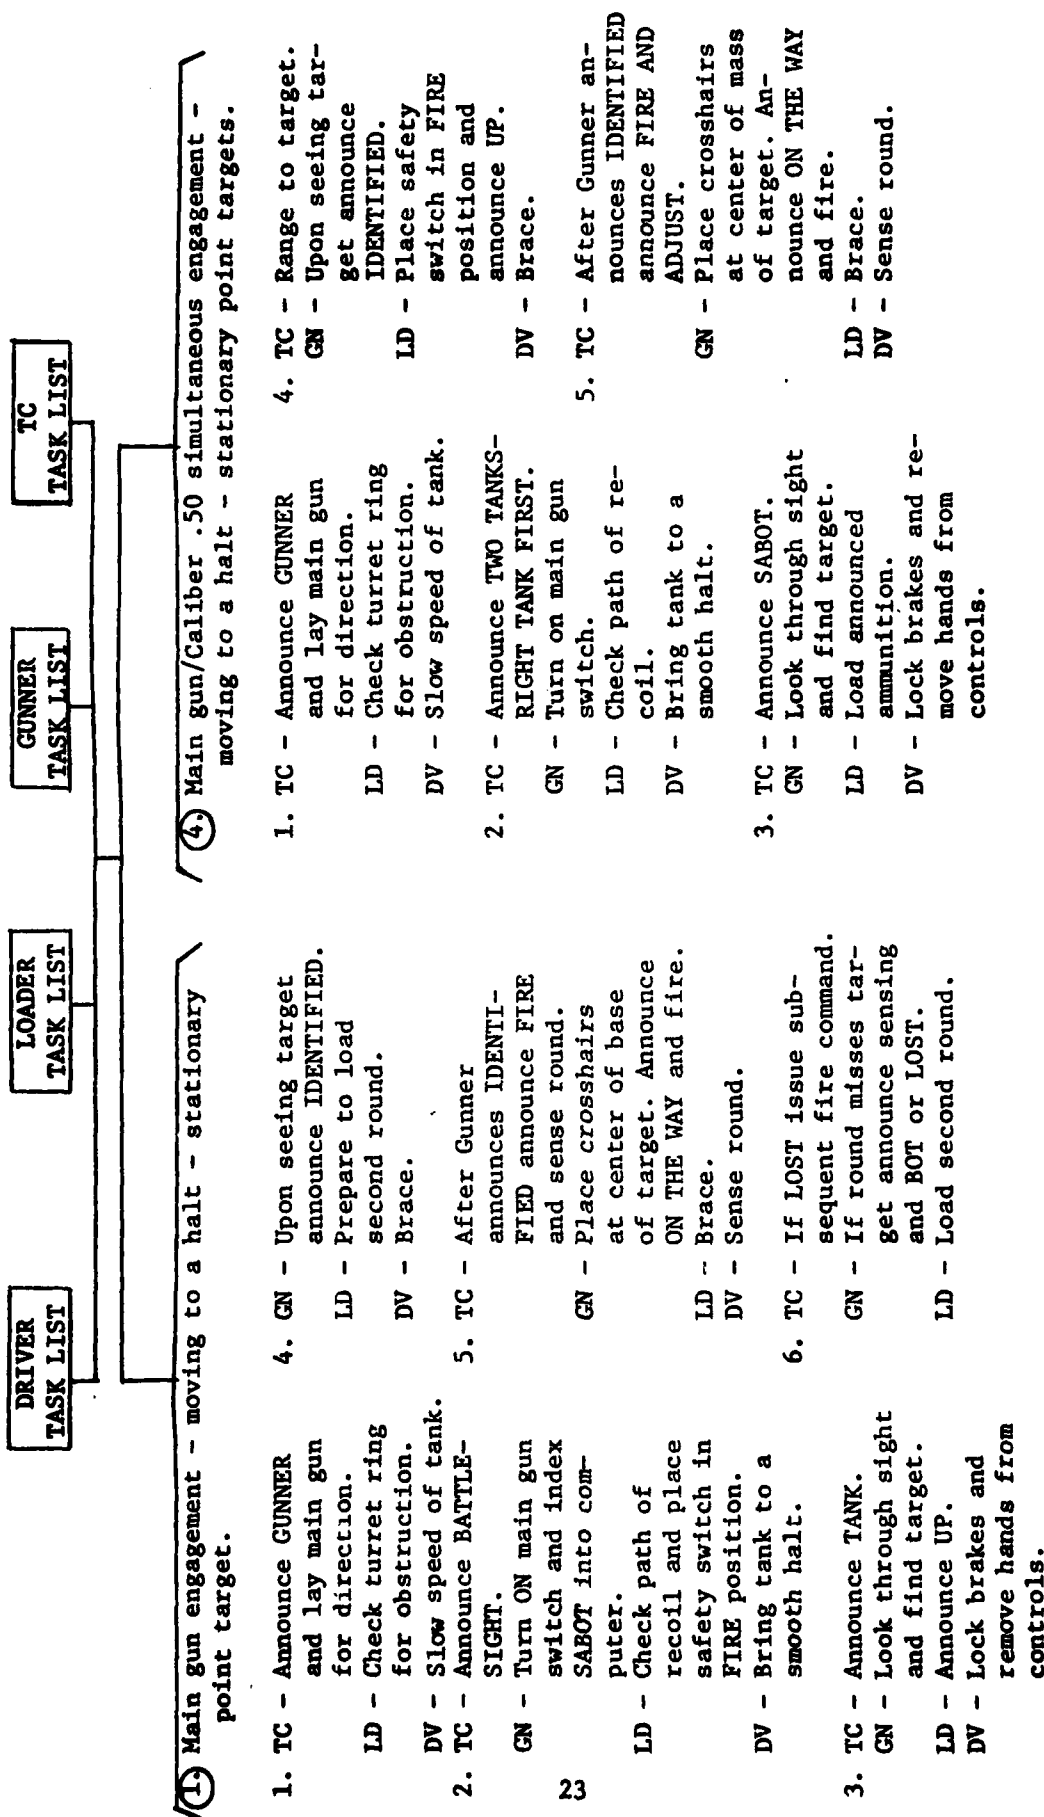 DRIVER
TASK LIST
LOADER
TASK LIST
GUNNER
TASK LIST
TC
TASK LIST
1. Main gun engagement - moving to a halt - stationary
point target.
1. TC - Announce GUNNER
and lay main gun
for direction.
LD - Check turret ring
for obstruction.
DV - Slow speed of tank.
2. TC - Announce BATTLE-
SIGHT.
GN - Turn ON main gun
switch and index
SABOT into com-
puter.
LD - Check path of
recoil and place
safety switch in
FIRE position.
DV - Bring tank to a
smooth halt.
3. TC - Announce TANK.
GN - Look through sight
and find target.
LD - Announce UP.
DV - Lock brakes and
remove hands from
controls.
4. GN - Upon seeing target
announce IDENTIFIED.
LD - Prepare to load
second round.
DV - Brace.
5. TC - After Gunner
announces IDENTI-
FIED announce FIRE
and sense round.
GN - Place crosshairs
at center of base
of target. Announce
ON THE WAY and fire.
LD - Brace.
DV - Sense round.
6. TC - If LOST issue sub-
sequent fire command.
GN - If round misses tar-
get announce sensing
and BOT or LOST.
LD - Load second round.
4. Main gun/Caliber .50 simultaneous engagement -
moving to a halt - stationary point targets.
1. TC - Announce GUNNER
and lay main gun
for direction.
LD - Check turret ring
for obstruction.
DV - Slow speed of tank.
2. TC - Announce TWO TANKS-
RIGHT TANK FIRST.
GN - Turn on main gun
switch.
LD - Check path of re-
coil.
DV - Bring tank to a
smooth halt.
3. TC - Announce SABOT.
GN - Look through sight
and find target.
LD - Load announced
ammunition.
DV - Lock brakes and re-
move hands from
controls.
4. TC - Range to target.
GN - Upon seeing tar-
get announce
IDENTIFIED.
LD - Place safety
switch in FIRE
position and
announce UP.
DV - Brace.
5. TC - After Gunner an-
nounces IDENTIFIED
announce FIRE AND
ADJUST.
GN - Place crosshairs
at center of mass
of target. An-
nounce ON THE WAY
and fire.
LD - Brace.
DV - Sense round.
23